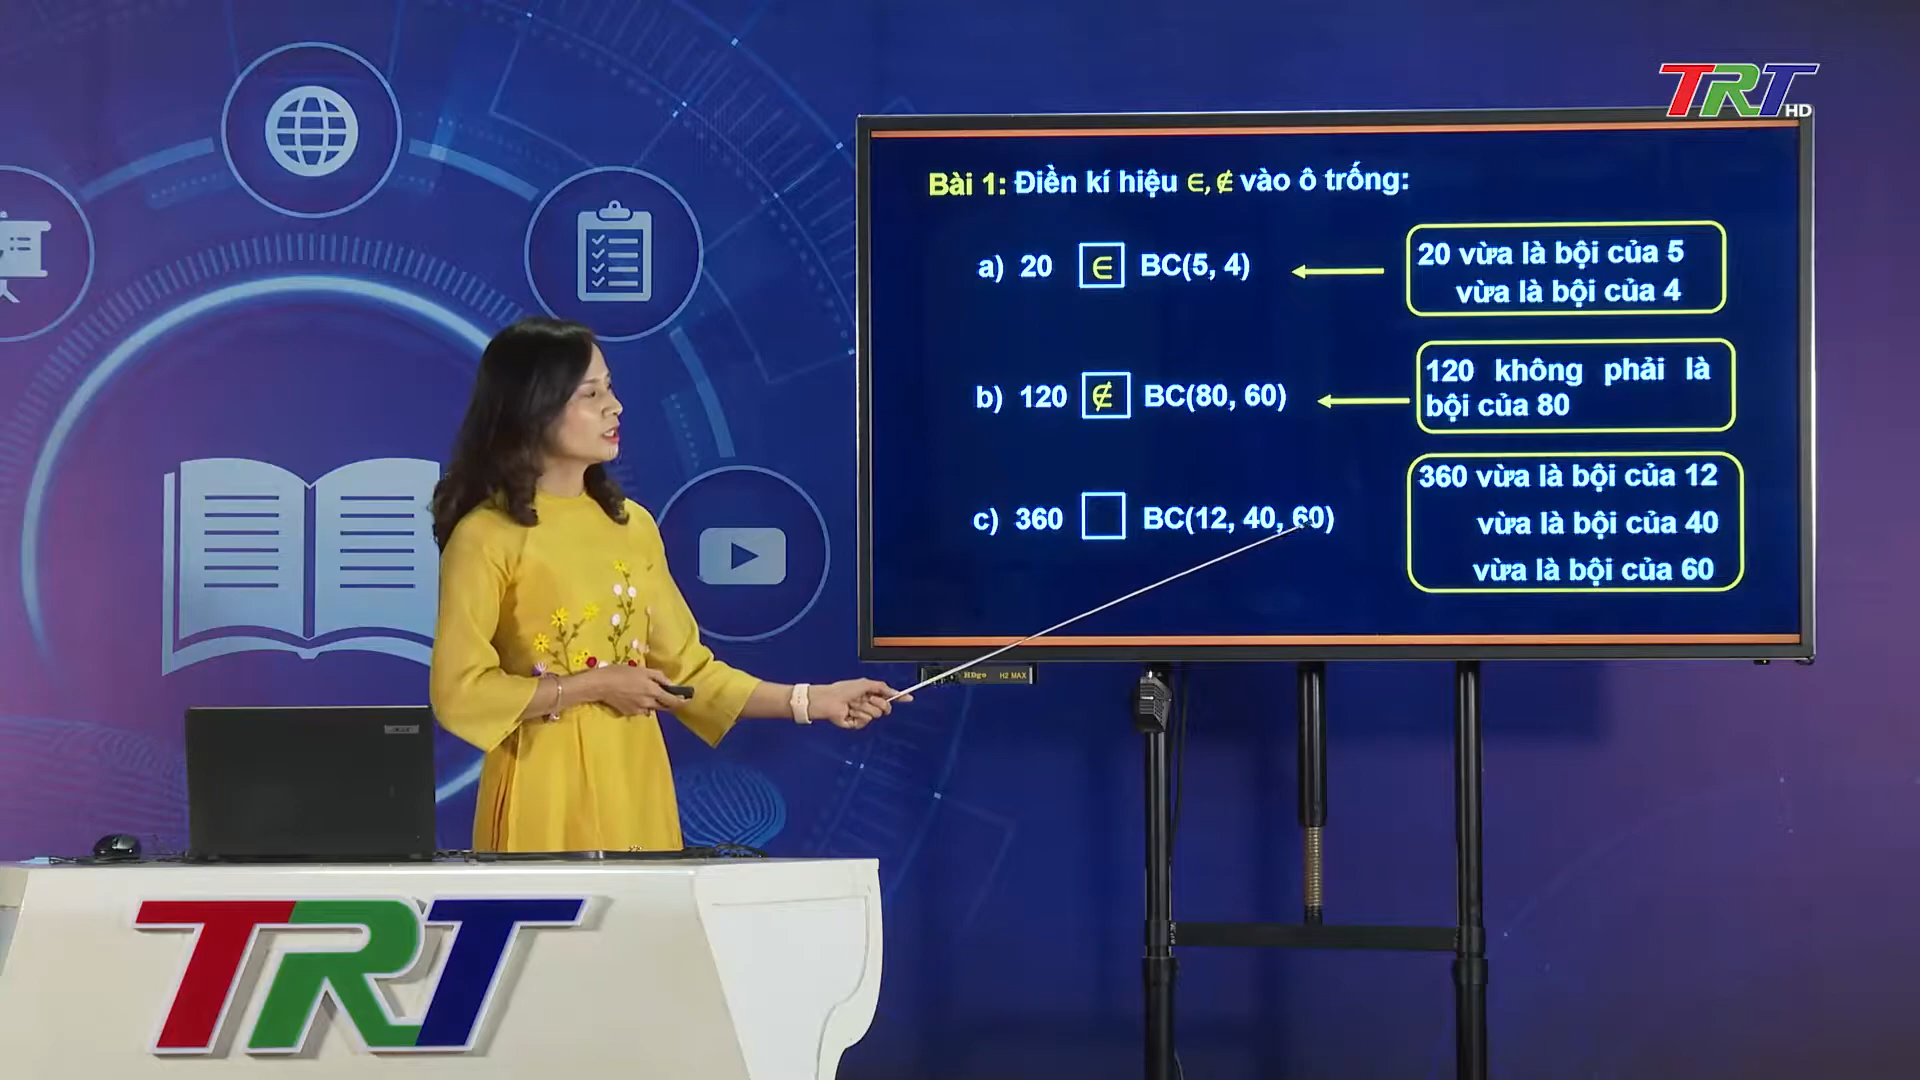 TRT HD
Bài 1: Điền kí hiệu ∈, ∉ vào ô trống:
a) 20 ∈ BC(5, 4)
20 vừa là bội của 5
vừa là bội của 4
b) 120 ∉ BC(80, 60)
120 không phải là
bội của 80
c) 360 BC(12, 40, 60)
360 vừa là bội của 12
vừa là bội của 40
vừa là bội của 60
HDgo H2 MAX
TRT